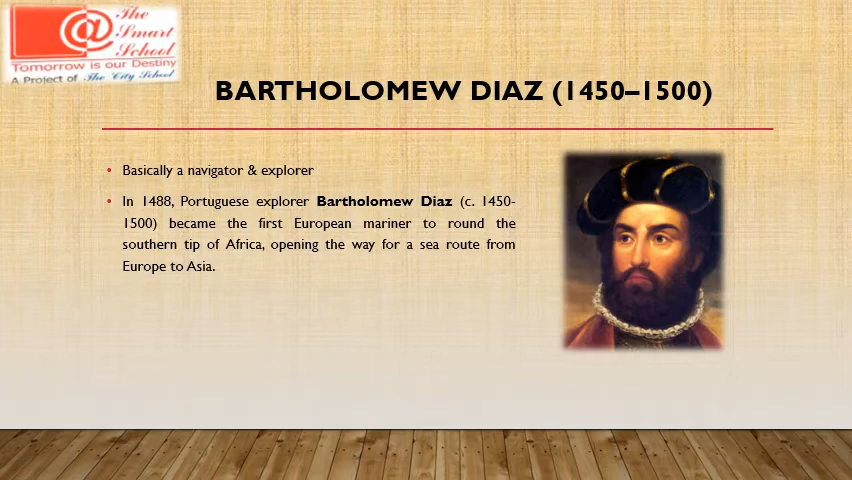 The
Smart
School
Tomorrow is our Destiny
A Project of The City School
BARTHOLOMEW DIAZ (1450–1500)
• Basically a navigator & explorer
• In 1488, Portuguese explorer Bartholomew Diaz (c. 1450-
1500) became the first European mariner to round the
southern tip of Africa, opening the way for a sea route from
Europe to Asia.